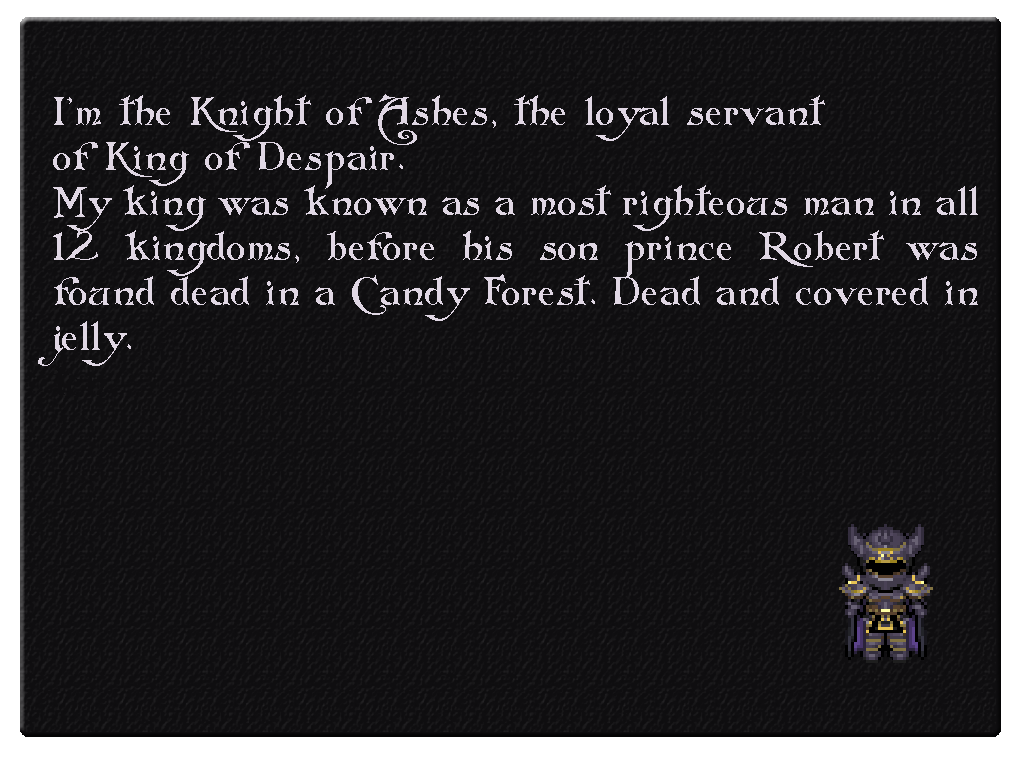 I'm the Knight of Ashes, the loyal servant
of King of Despair.
My king was known as a most righteous man in all
12 kingdoms, before his son prince Robert was
found dead in a Candy Forest. Dead and covered in
jelly.